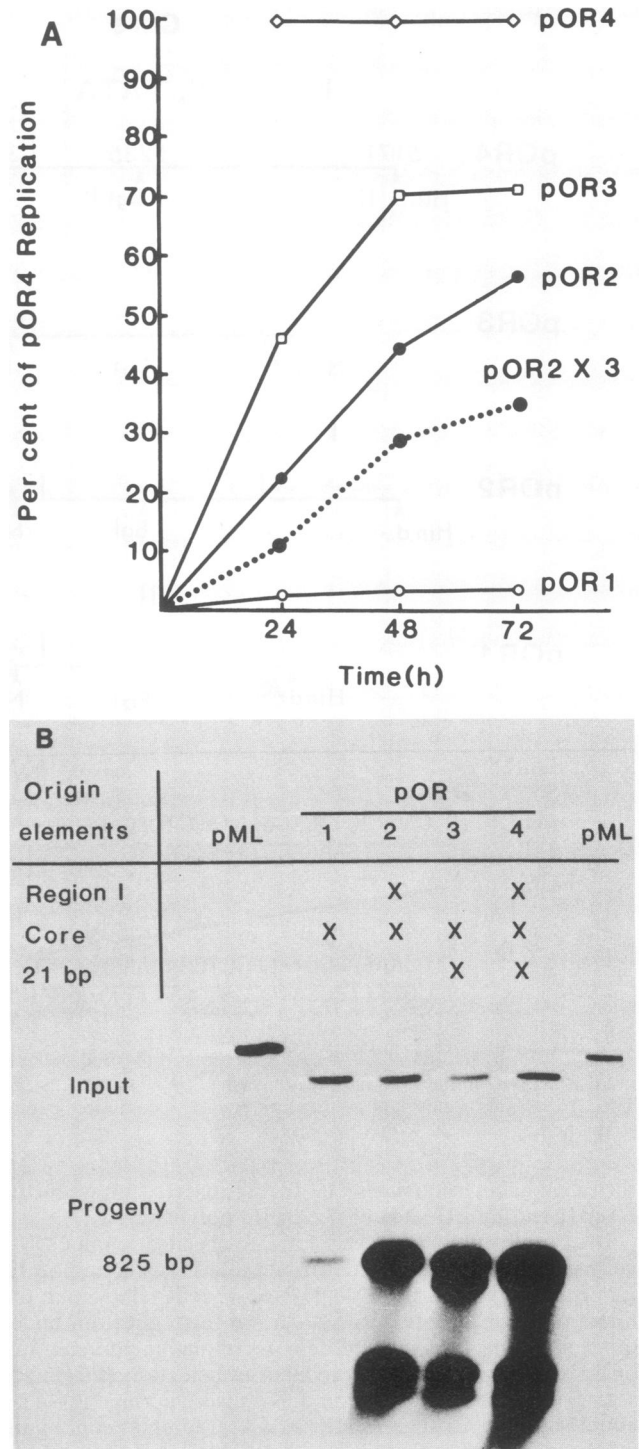 A
100
90
80
70
60
50
40
30
20
10
Per cent of pOR4 Replication
pOR4
pOR3
pOR2
pOR2 X 3
pOR1
24 48 72
Time(h)
B
Origin
elements
pML
pOR
1 2 3 4
pML
Region I X X
Core X X X X
21 bp X X
Input
Progeny
825 bp